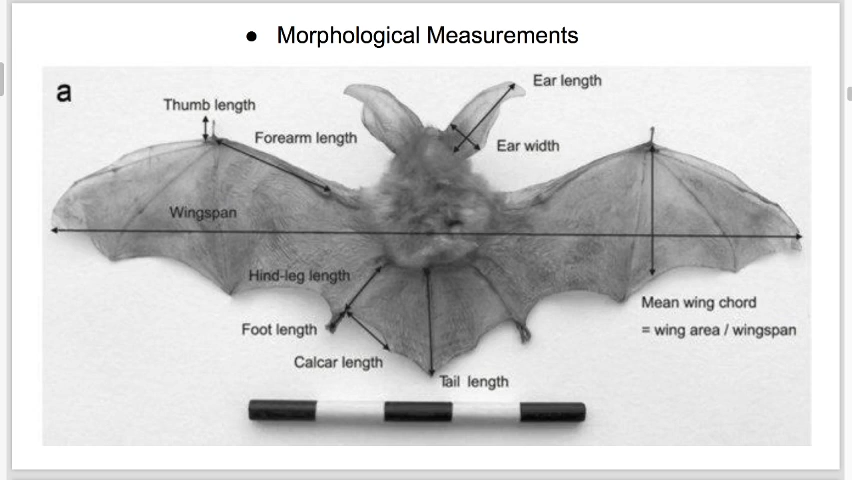 ● Morphological Measurements
a
Ear length
Thumb length
Forearm length
Ear width
Wingspan
Hind-leg length
Mean wing chord
= wing area / wingspan
Foot length
Calcar length
Tail length